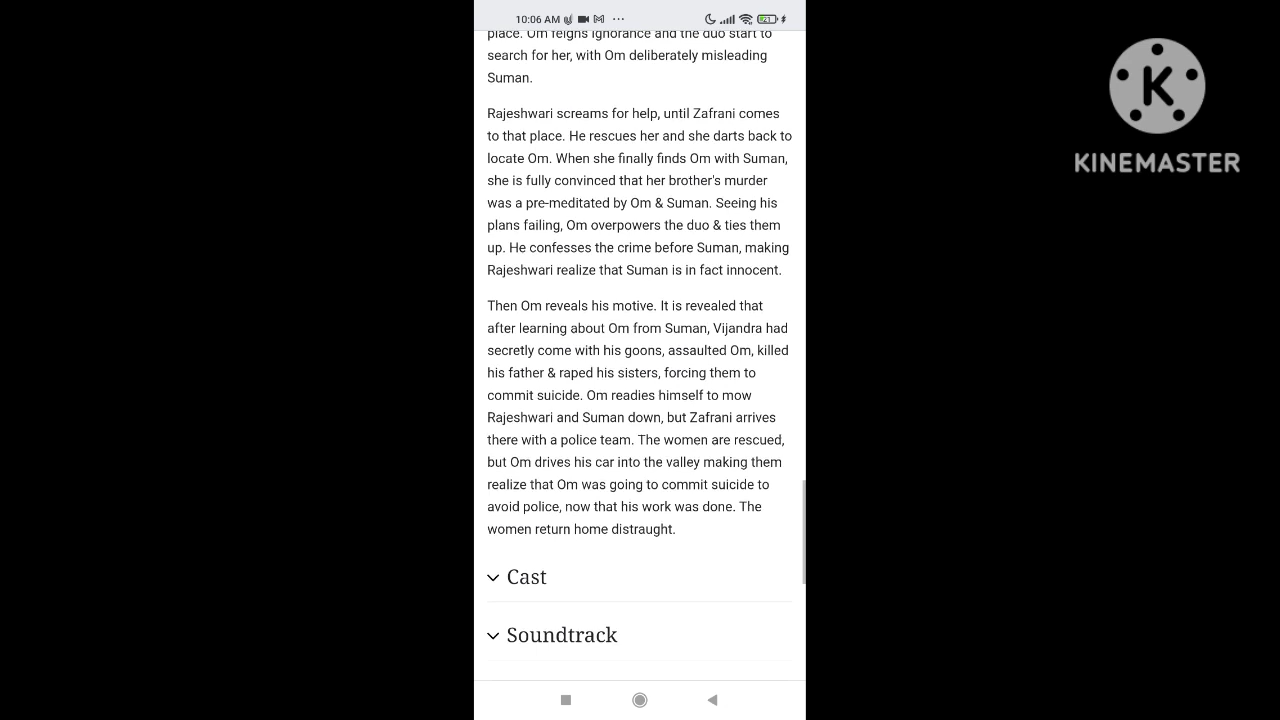 10:06 AM
21
place. Om feigns ignorance and the duo start to
search for her, with Om deliberately misleading
Suman.
Rajeshwari screams for help, until Zafrani comes
to that place. He rescues her and she darts back to
locate Om. When she finally finds Om with Suman,
she is fully convinced that her brother's murder
was a pre-meditated by Om & Suman. Seeing his
plans failing, Om overpowers the duo & ties them
up. He confesses the crime before Suman, making
Rajeshwari realize that Suman is in fact innocent.
Then Om reveals his motive. It is revealed that
after learning about Om from Suman, Vijandra had
secretly come with his goons, assaulted Om, killed
his father & raped his sisters, forcing them to
commit suicide. Om readies himself to mow
Rajeshwari and Suman down, but Zafrani arrives
there with a police team. The women are rescued,
but Om drives his car into the valley making them
realize that Om was going to commit suicide to
avoid police, now that his work was done. The
women return home distraught.
Cast
Soundtrack
K
KINEMASTER